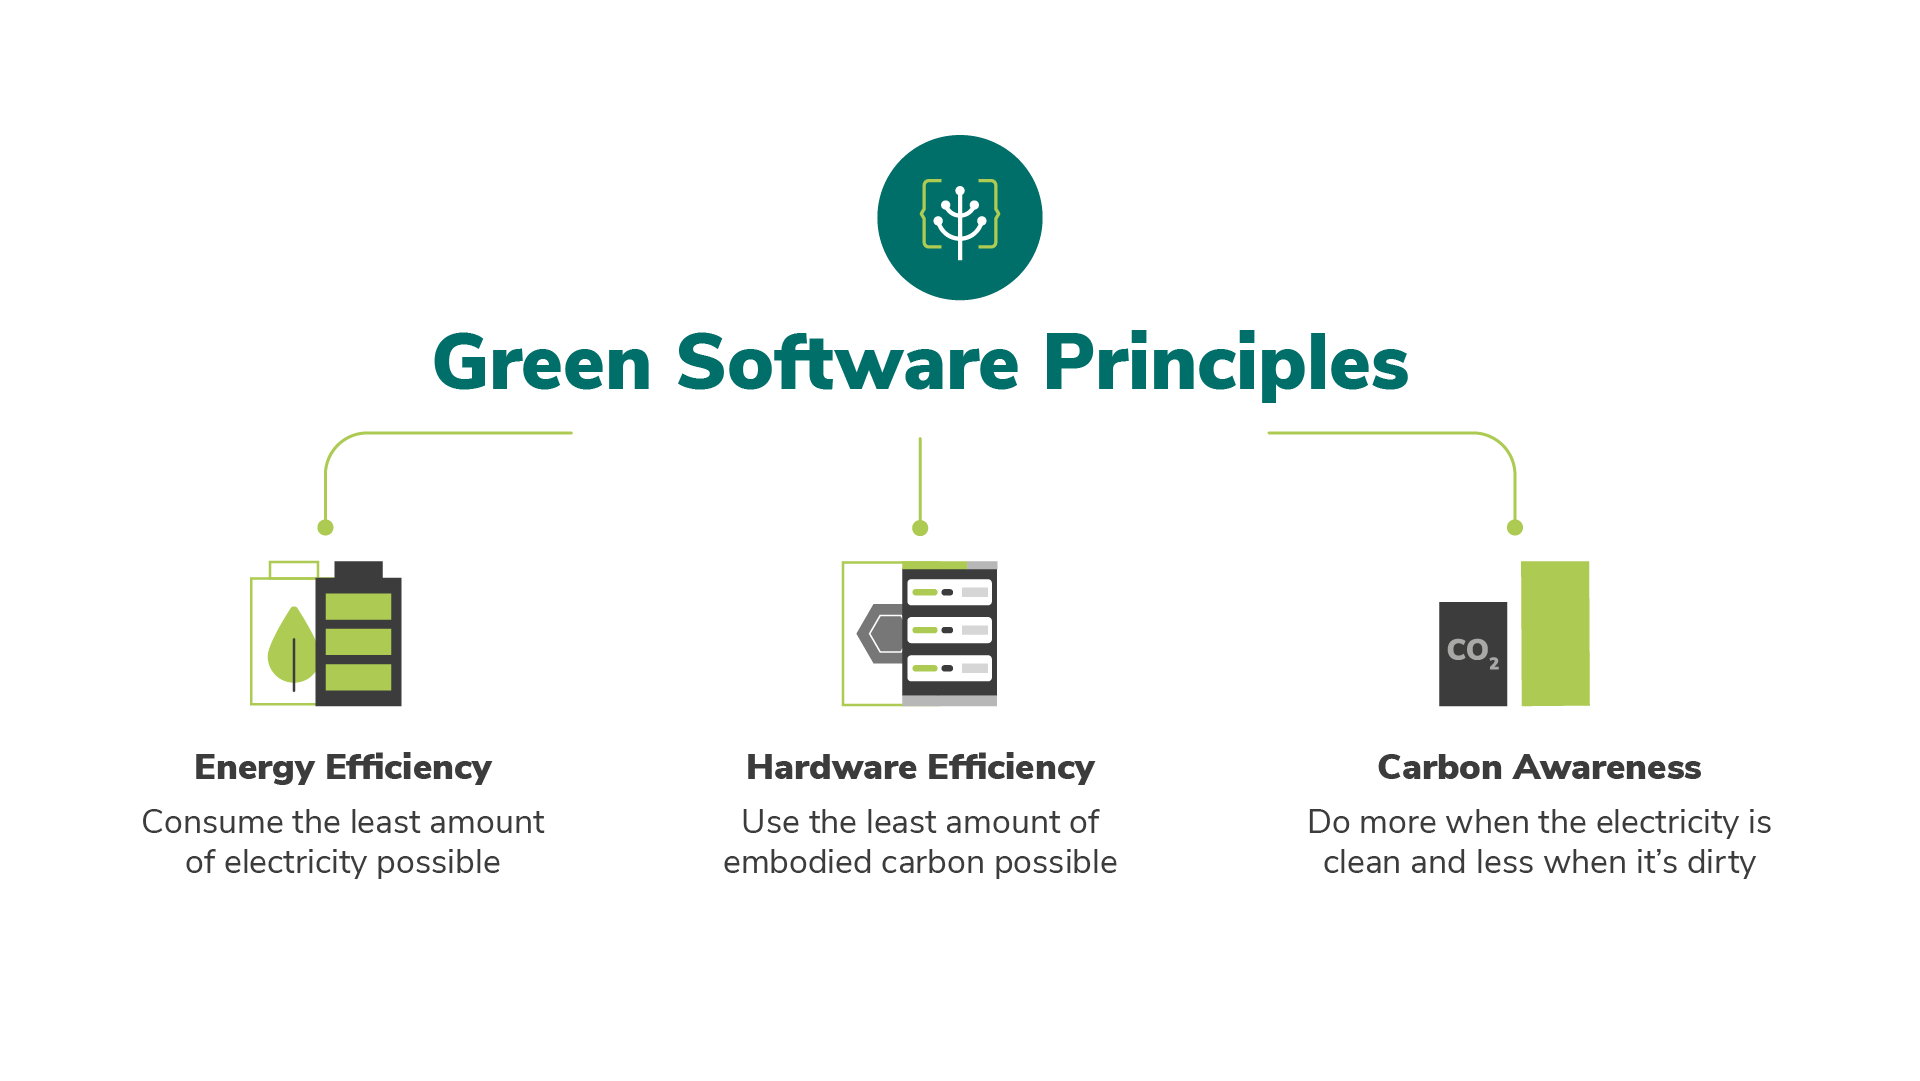 Green Software Principles
CO₂
Energy Efficiency
Consume the least amount
of electricity possible
Hardware Efficiency
Use the least amount of
embodied carbon possible
Carbon Awareness
Do more when the electricity is
clean and less when it’s dirty